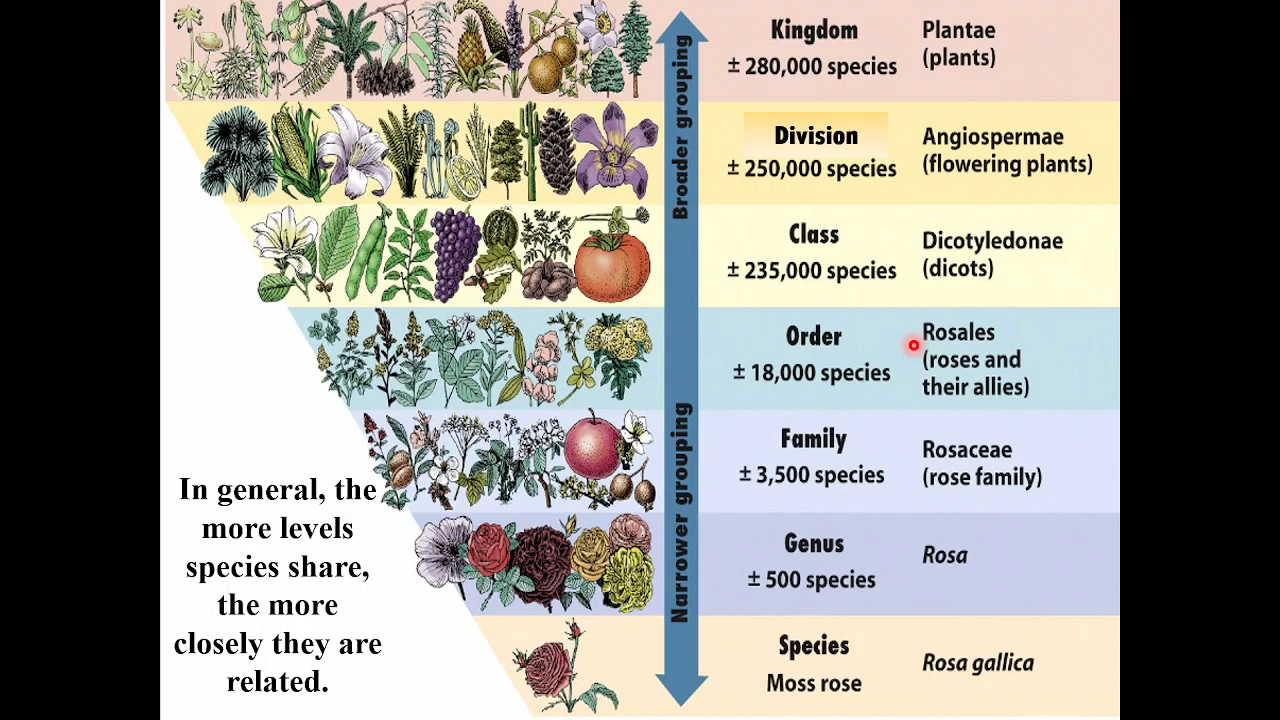 Kingdom
± 280,000 species
Plantae
(plants)
Broader grouping
Division
± 250,000 species
Angiospermae
(flowering plants)
Class
± 235,000 species
Dicotyledonae
(dicots)
Order
± 18,000 species
Rosales
(roses and
their allies)
Narrower grouping
Family
± 3,500 species
Rosaceae
(rose family)
Genus
± 500 species
Rosa
Species
Moss rose
Rosa gallica
In general, the
more levels
species share,
the more
closely they are
related.